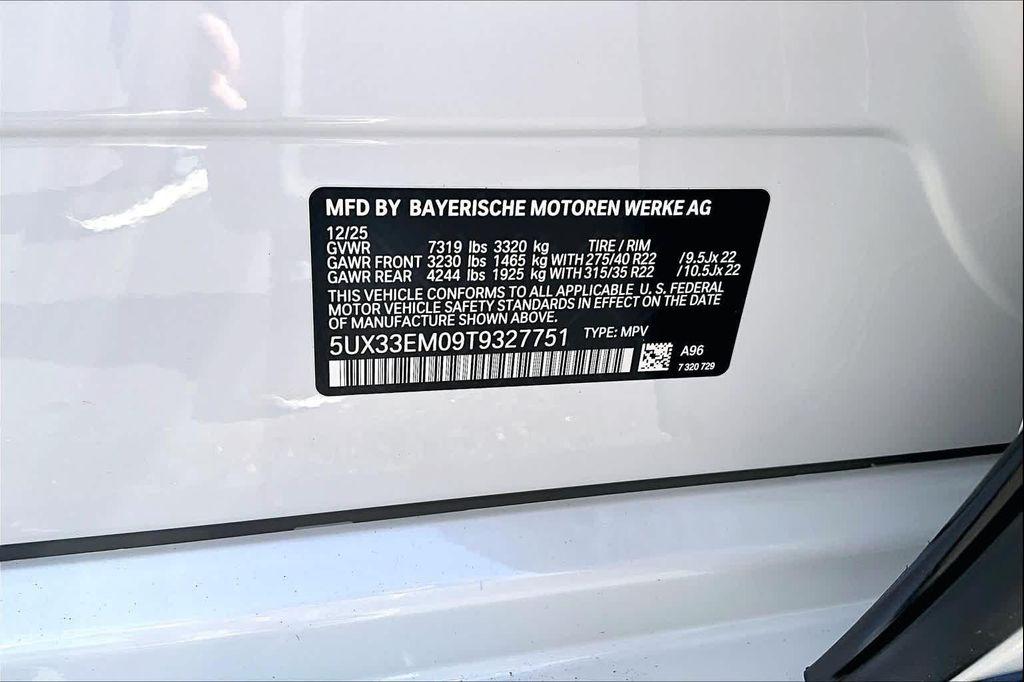 MFD BY BAYERISCHE MOTOREN WERKE AG
12/25
GVWR 7319 lbs 3320 kg TIRE / RIM
GAWR FRONT 3230 lbs 1465 kg WITH 275/40 R22 /9.5Jx22
GAWR REAR 4244 lbs 1925 kg WITH 315/35 R22 /10.5Jx22
THIS VEHICLE CONFORMS TO ALL APPLICABLE U.S. FEDERAL
MOTOR VEHICLE SAFETY STANDARDS IN EFFECT ON THE DATE
OF MANUFACTURE SHOWN ABOVE.
5UX33EM09T9327751 TYPE: MPV
A96
7 320 729